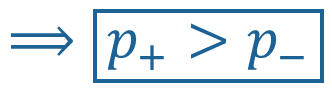 ⟹ p₊ > p₋